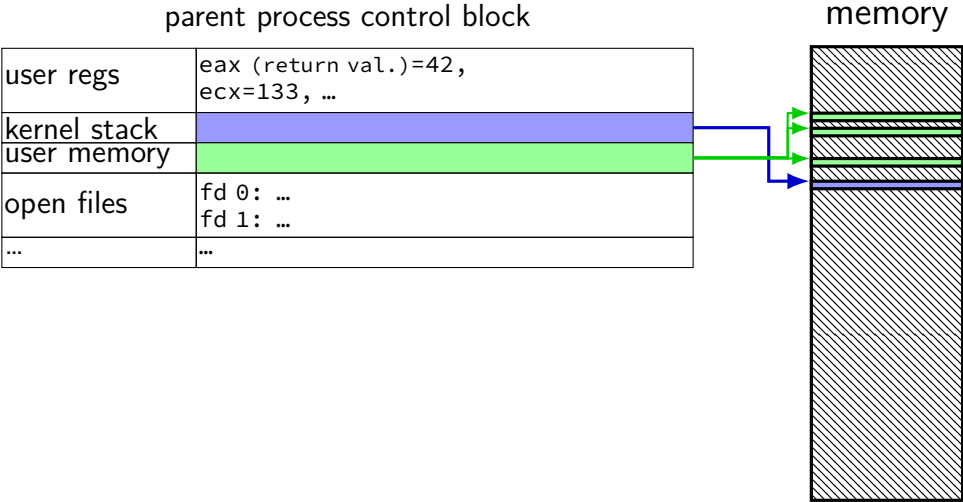 parent process control block
memory
user regs
eax (return val.)=42,
ecx=133, …
kernel stack
user memory
open files
fd 0: …
fd 1: …
…
…